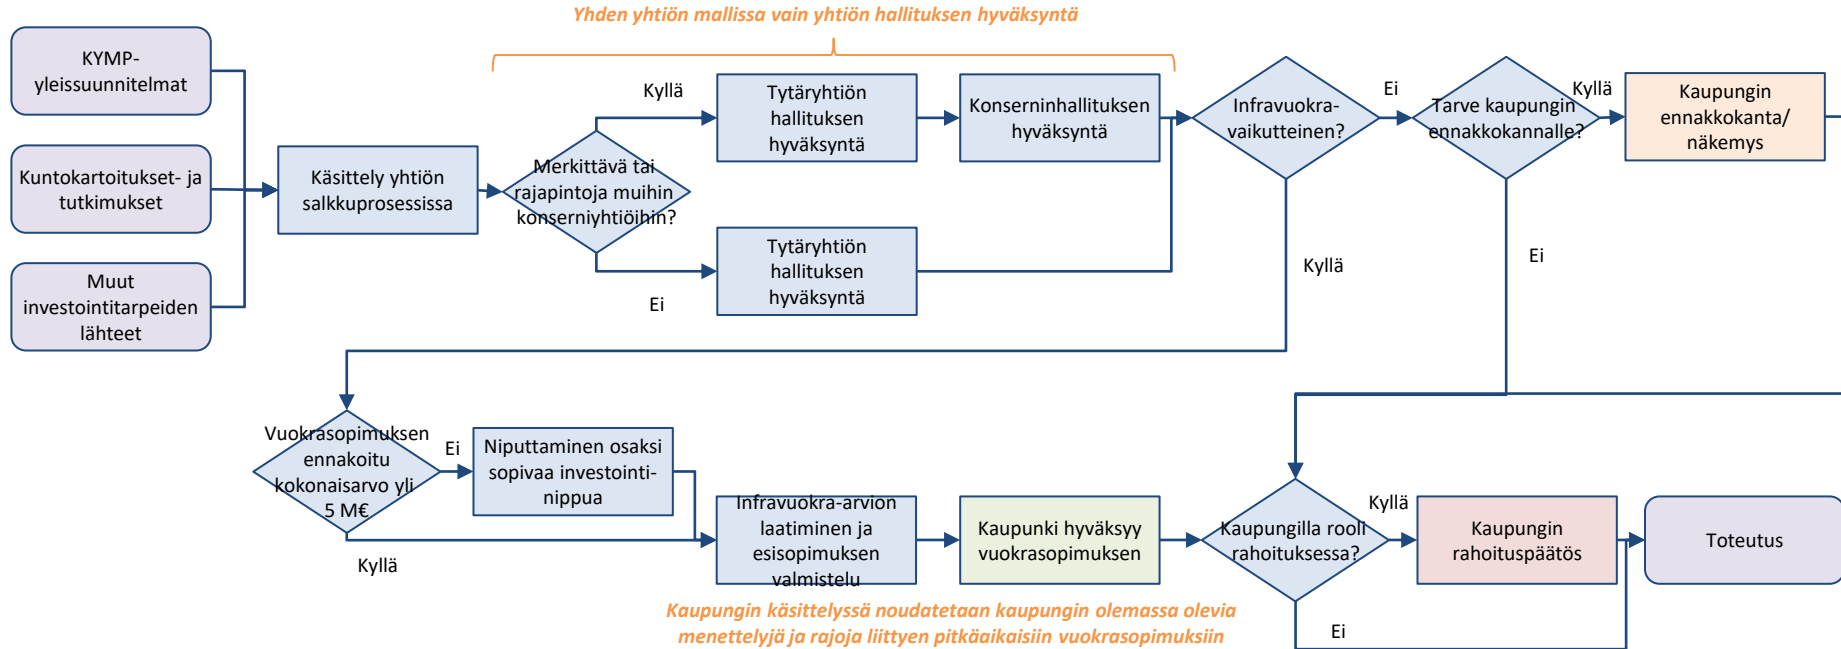 Yhden yhtiön mallissa vain yhtiön hallituksen hyväksyntä
KYMP-
yleissuunnitelmat
Kuntokartoitukset- ja
tutkimukset
Muut
investointitarpeiden
lähteet
Käsittely yhtiön
salkkuprosessissa
Merkittävä tai
rajapintoja muihin
konserniyhtiöihin?
Kyllä
Tytäryhtiön
hallituksen
hyväksyntä
Konserninhallituksen
hyväksyntä
Ei
Tytäryhtiön
hallituksen
hyväksyntä
Infravuokra-
vaikutteinen?
Ei
Tarve kaupungin
ennakkokannalle?
Kyllä
Kaupungin
ennakkokanta/
näkemys
Kyllä
Ei
Vuokrasopimuksen
ennakoitu
kokonaisarvo yli
5 M€
Ei
Niputtaminen osaksi
sopivaa investointi-
nippua
Kyllä
Infravuokra-arvion
laatiminen ja
esisopimuksen
valmistelu
Kaupunki hyväksyy
vuokrasopimuksen
Kaupungilla rooli
rahoituksessa?
Kyllä
Kaupungin
rahoituspäätös
Toteutus
Ei
Kaupungin käsittelyssä noudatetaan kaupungin olemassa olevia
menettelyjä ja rajoja liittyen pitkäaikaisiin vuokrasopimuksiin